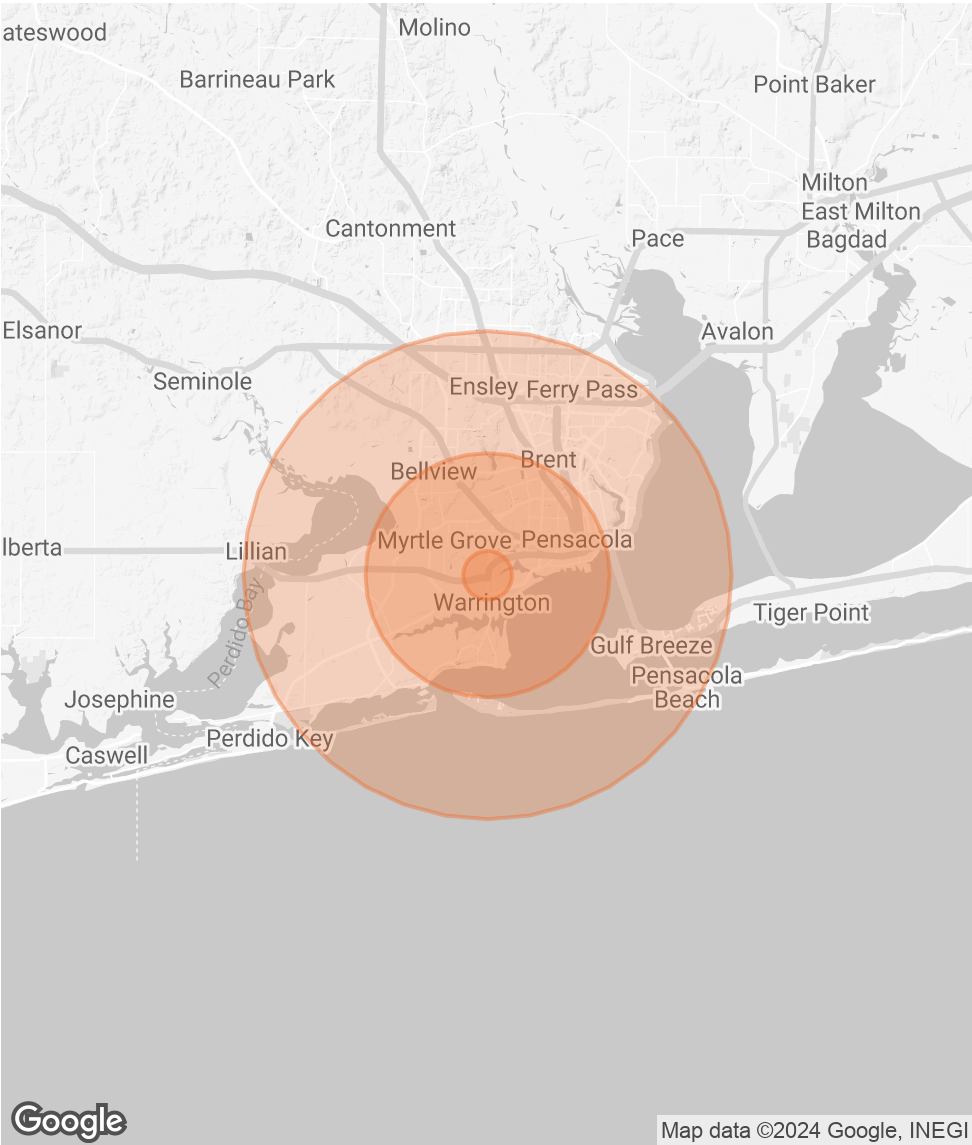 Molino
ateswood
Barrineau Park
Point Baker
Milton
East Milton
Cantonment
Pace
Bagdad
Elsanor
Avalon
Seminole
Ensley
Ferry Pass
Brent
Bellview
Myrtle Grove
Pensacola
lberta
Lillian
Warrington
Tiger Point
Perdido Bay
Gulf Breeze
Pensacola
Beach
Josephine
Perdido Key
Caswell
Google
Map data ©2024 Google, INEGI